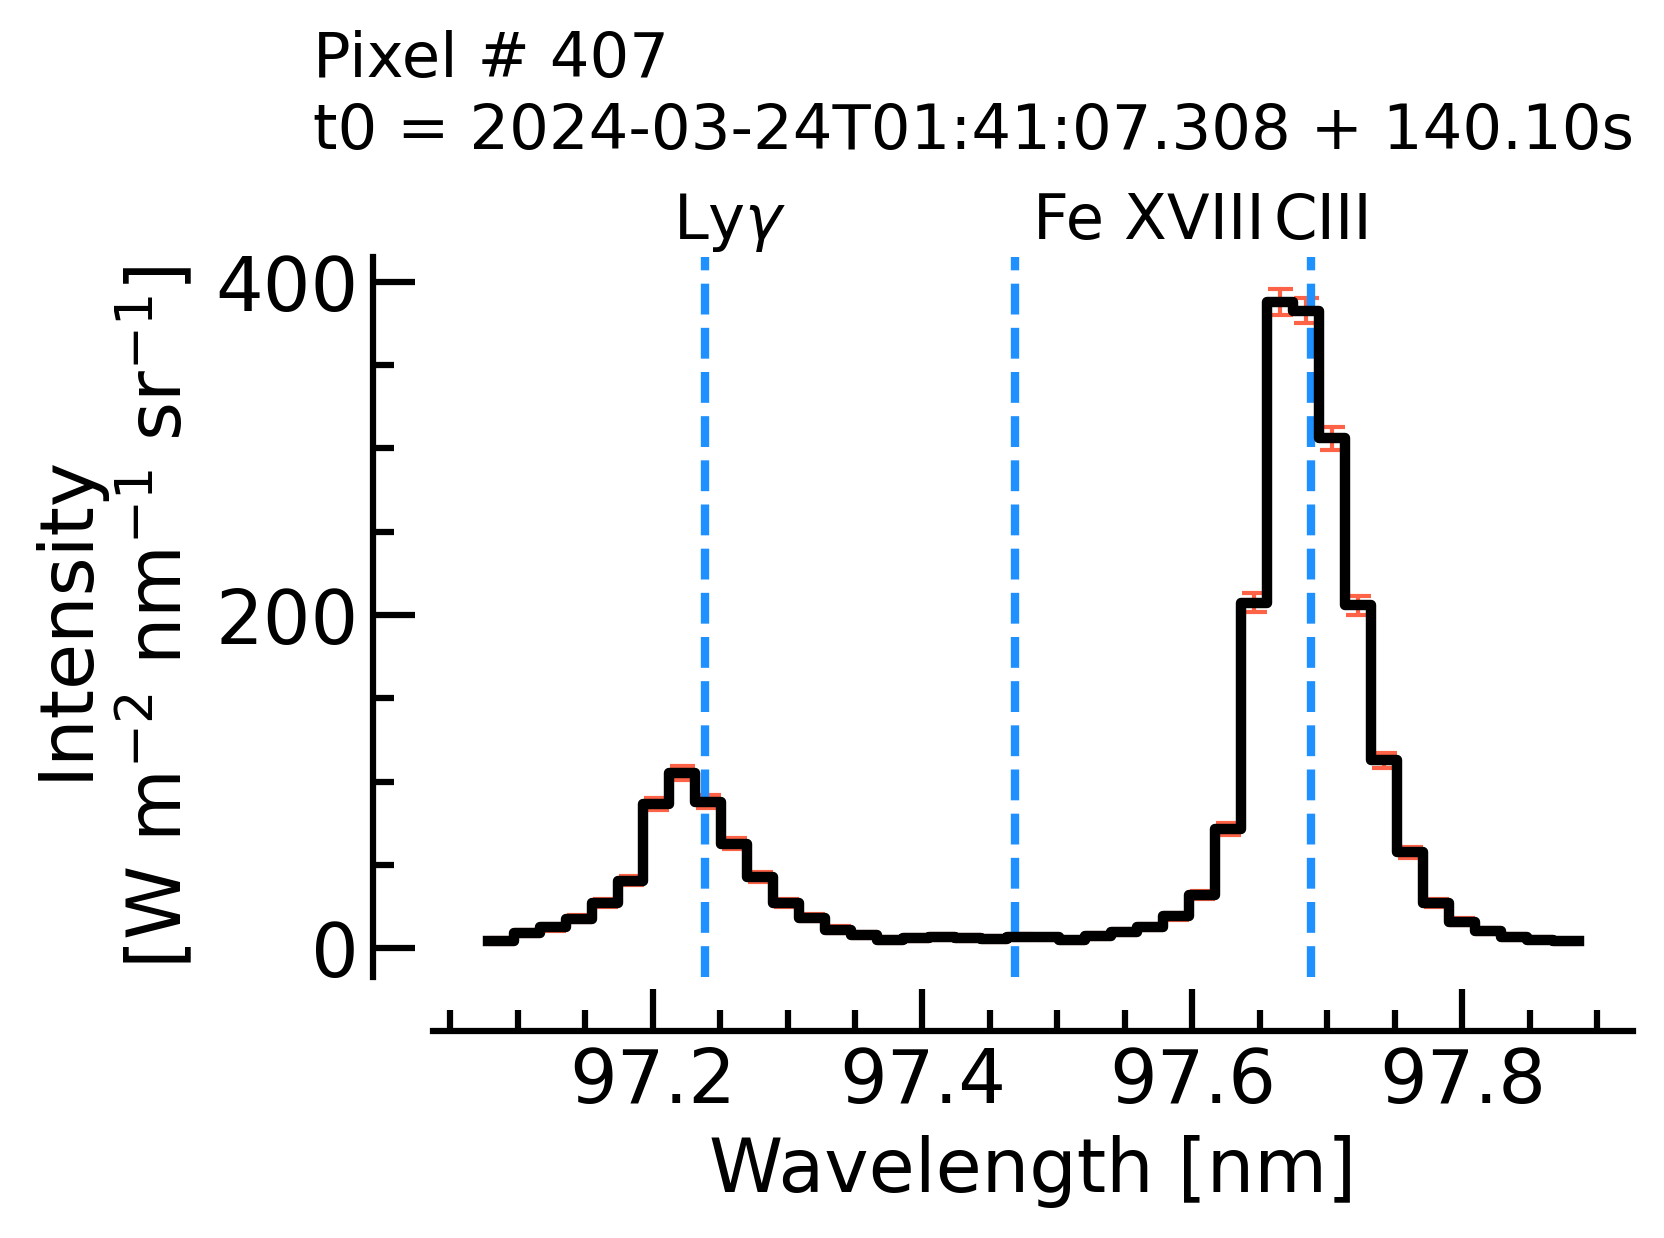 Pixel # 407
t0 = 2024-03-24T01:41:07.308 + 140.10s
Lyγ Fe XVIII CIII
Intensity
[W m⁻² nm⁻¹ sr⁻¹]
400
200
0
97.2 97.4 97.6 97.8
Wavelength [nm]